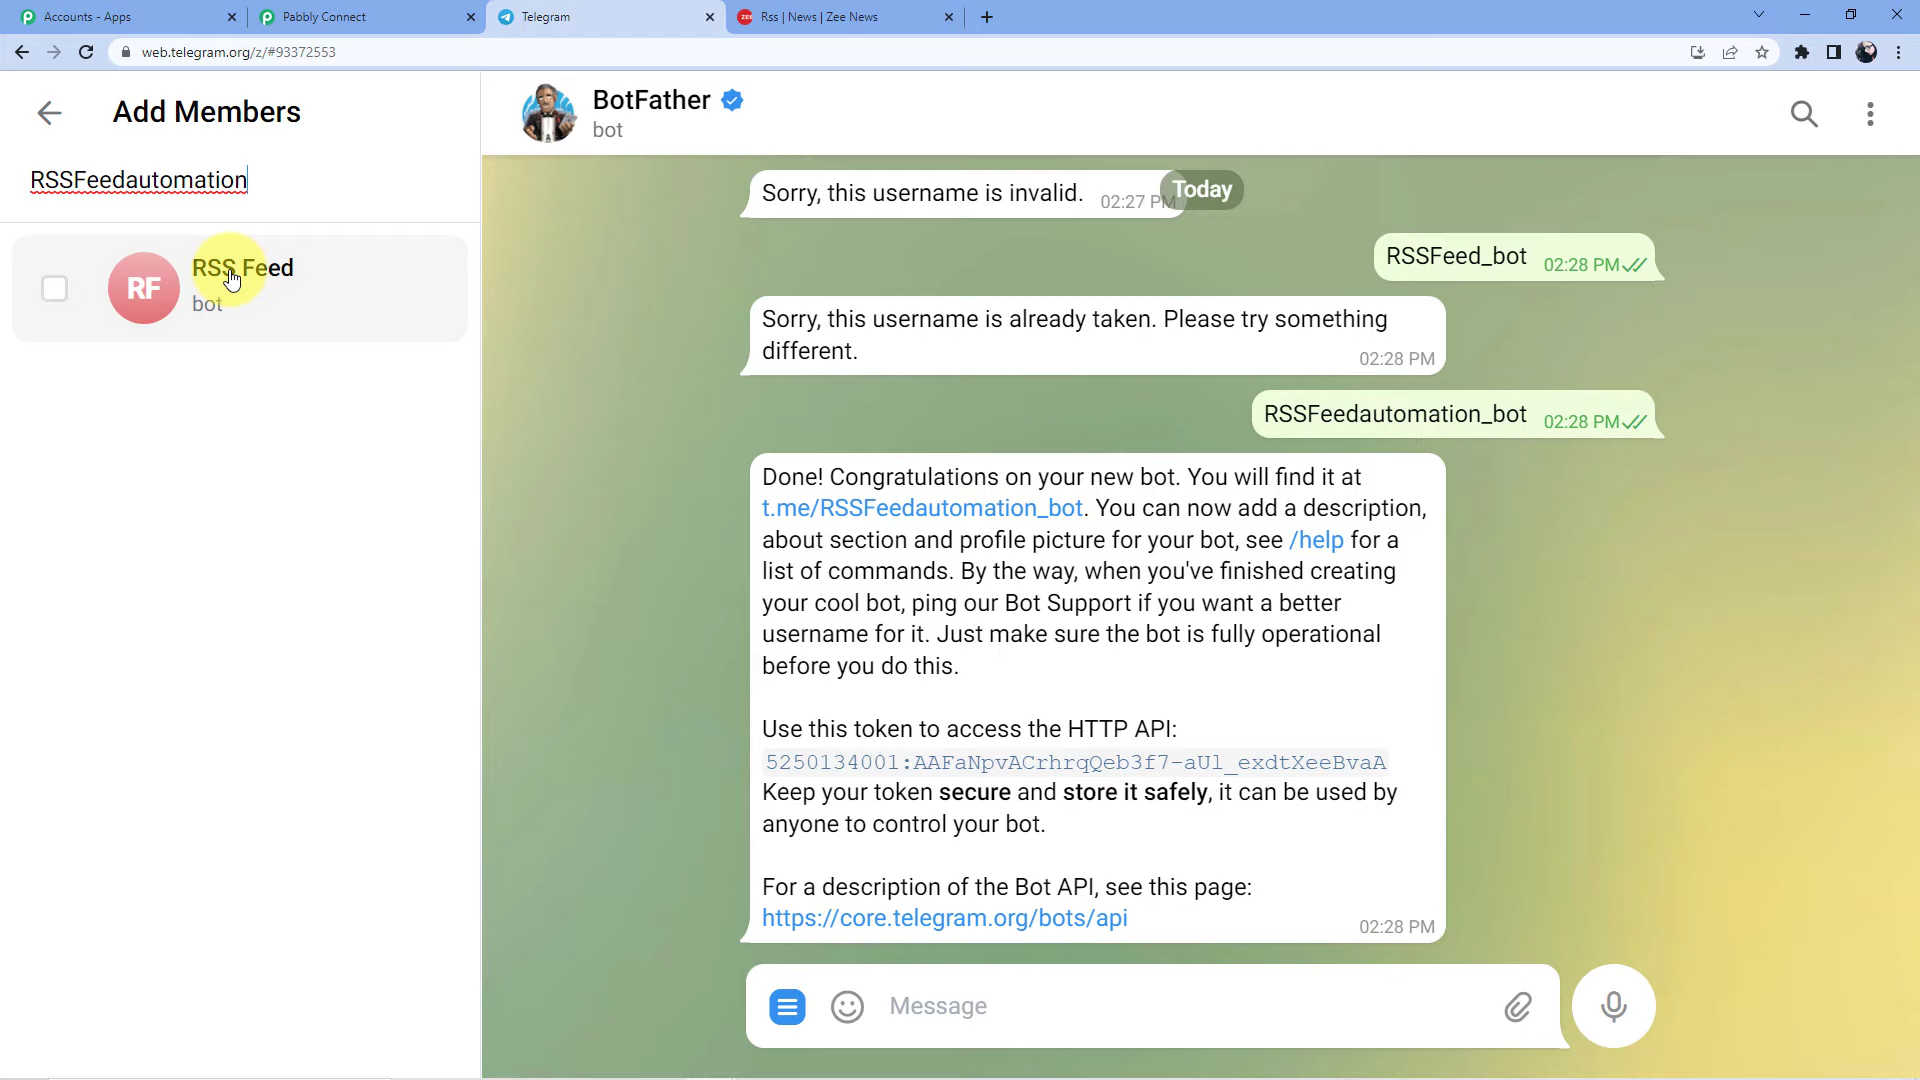 Accounts - Apps
Pabbly Connect
Telegram
ZEE
Rss | News | Zee News
web.telegram.org/z/#93372553
Add Members
RSSFeedautomation
RF
RSS Feed
bot
BotFather
bot
Sorry, this username is invalid. 02:27 PM
Today
RSSFeed_bot 02:28 PM
Sorry, this username is already taken. Please try something
different.
02:28 PM
RSSFeedautomation_bot 02:28 PM
Done! Congratulations on your new bot. You will find it at
t.me/RSSFeedautomation_bot. You can now add a description,
about section and profile picture for your bot, see /help for a
list of commands. By the way, when you've finished creating
your cool bot, ping our Bot Support if you want a better
username for it. Just make sure the bot is fully operational
before you do this.
Use this token to access the HTTP API:
5250134001:AAFaNpvACrhrqQeb3f7-aUl_exdtXeeBvaA
Keep your token secure and store it safely, it can be used by
anyone to control your bot.
For a description of the Bot API, see this page:
https://core.telegram.org/bots/api
02:28 PM
Message